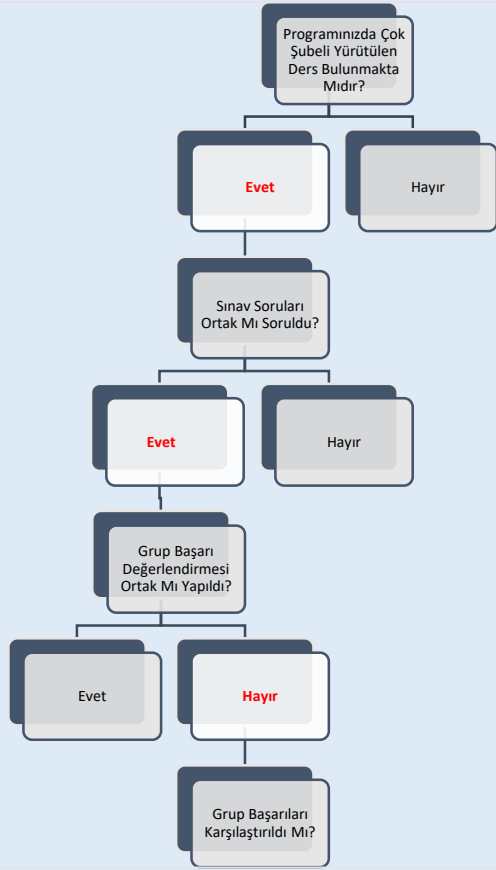 Programınızda Çok
Şubeli Yürütülen
Ders Bulunmakta
Mıdır?
Evet
Hayır
Sınav Soruları
Ortak Mı Soruldu?
Evet
Hayır
Grup Başarı
Değerlendirmesi
Ortak Mı Yapıldı?
Evet
Hayır
Grup Başarıları
Karşılaştırıldı Mı?